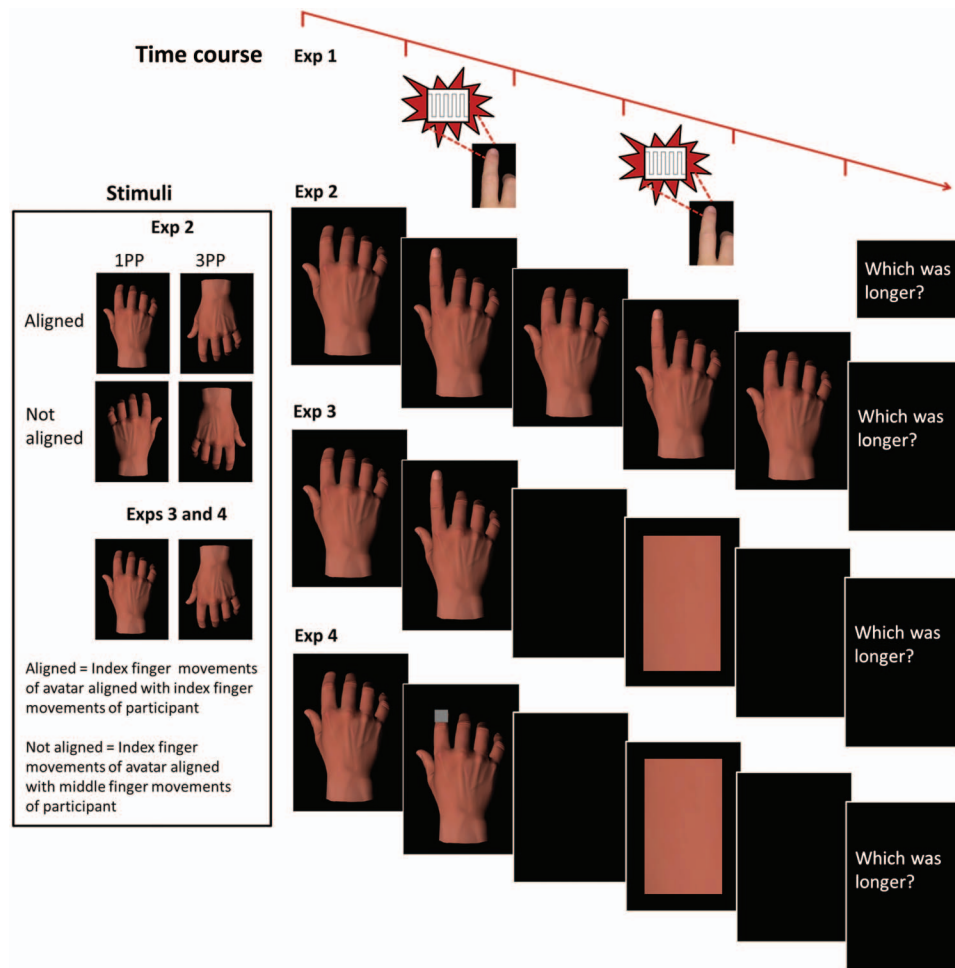 Time course
Exp 1
Stimuli
Exp 2
1PP
3PP
Aligned
Not
aligned
Exps 3 and 4
Aligned = Index finger movements
of avatar aligned with index finger
movements of participant
Not aligned = Index finger
movements of avatar aligned
with middle finger movements
of participant
Exp 2
Which was
longer?
Which was
longer?
Exp 3
Which was
longer?
Exp 4
Which was
longer?